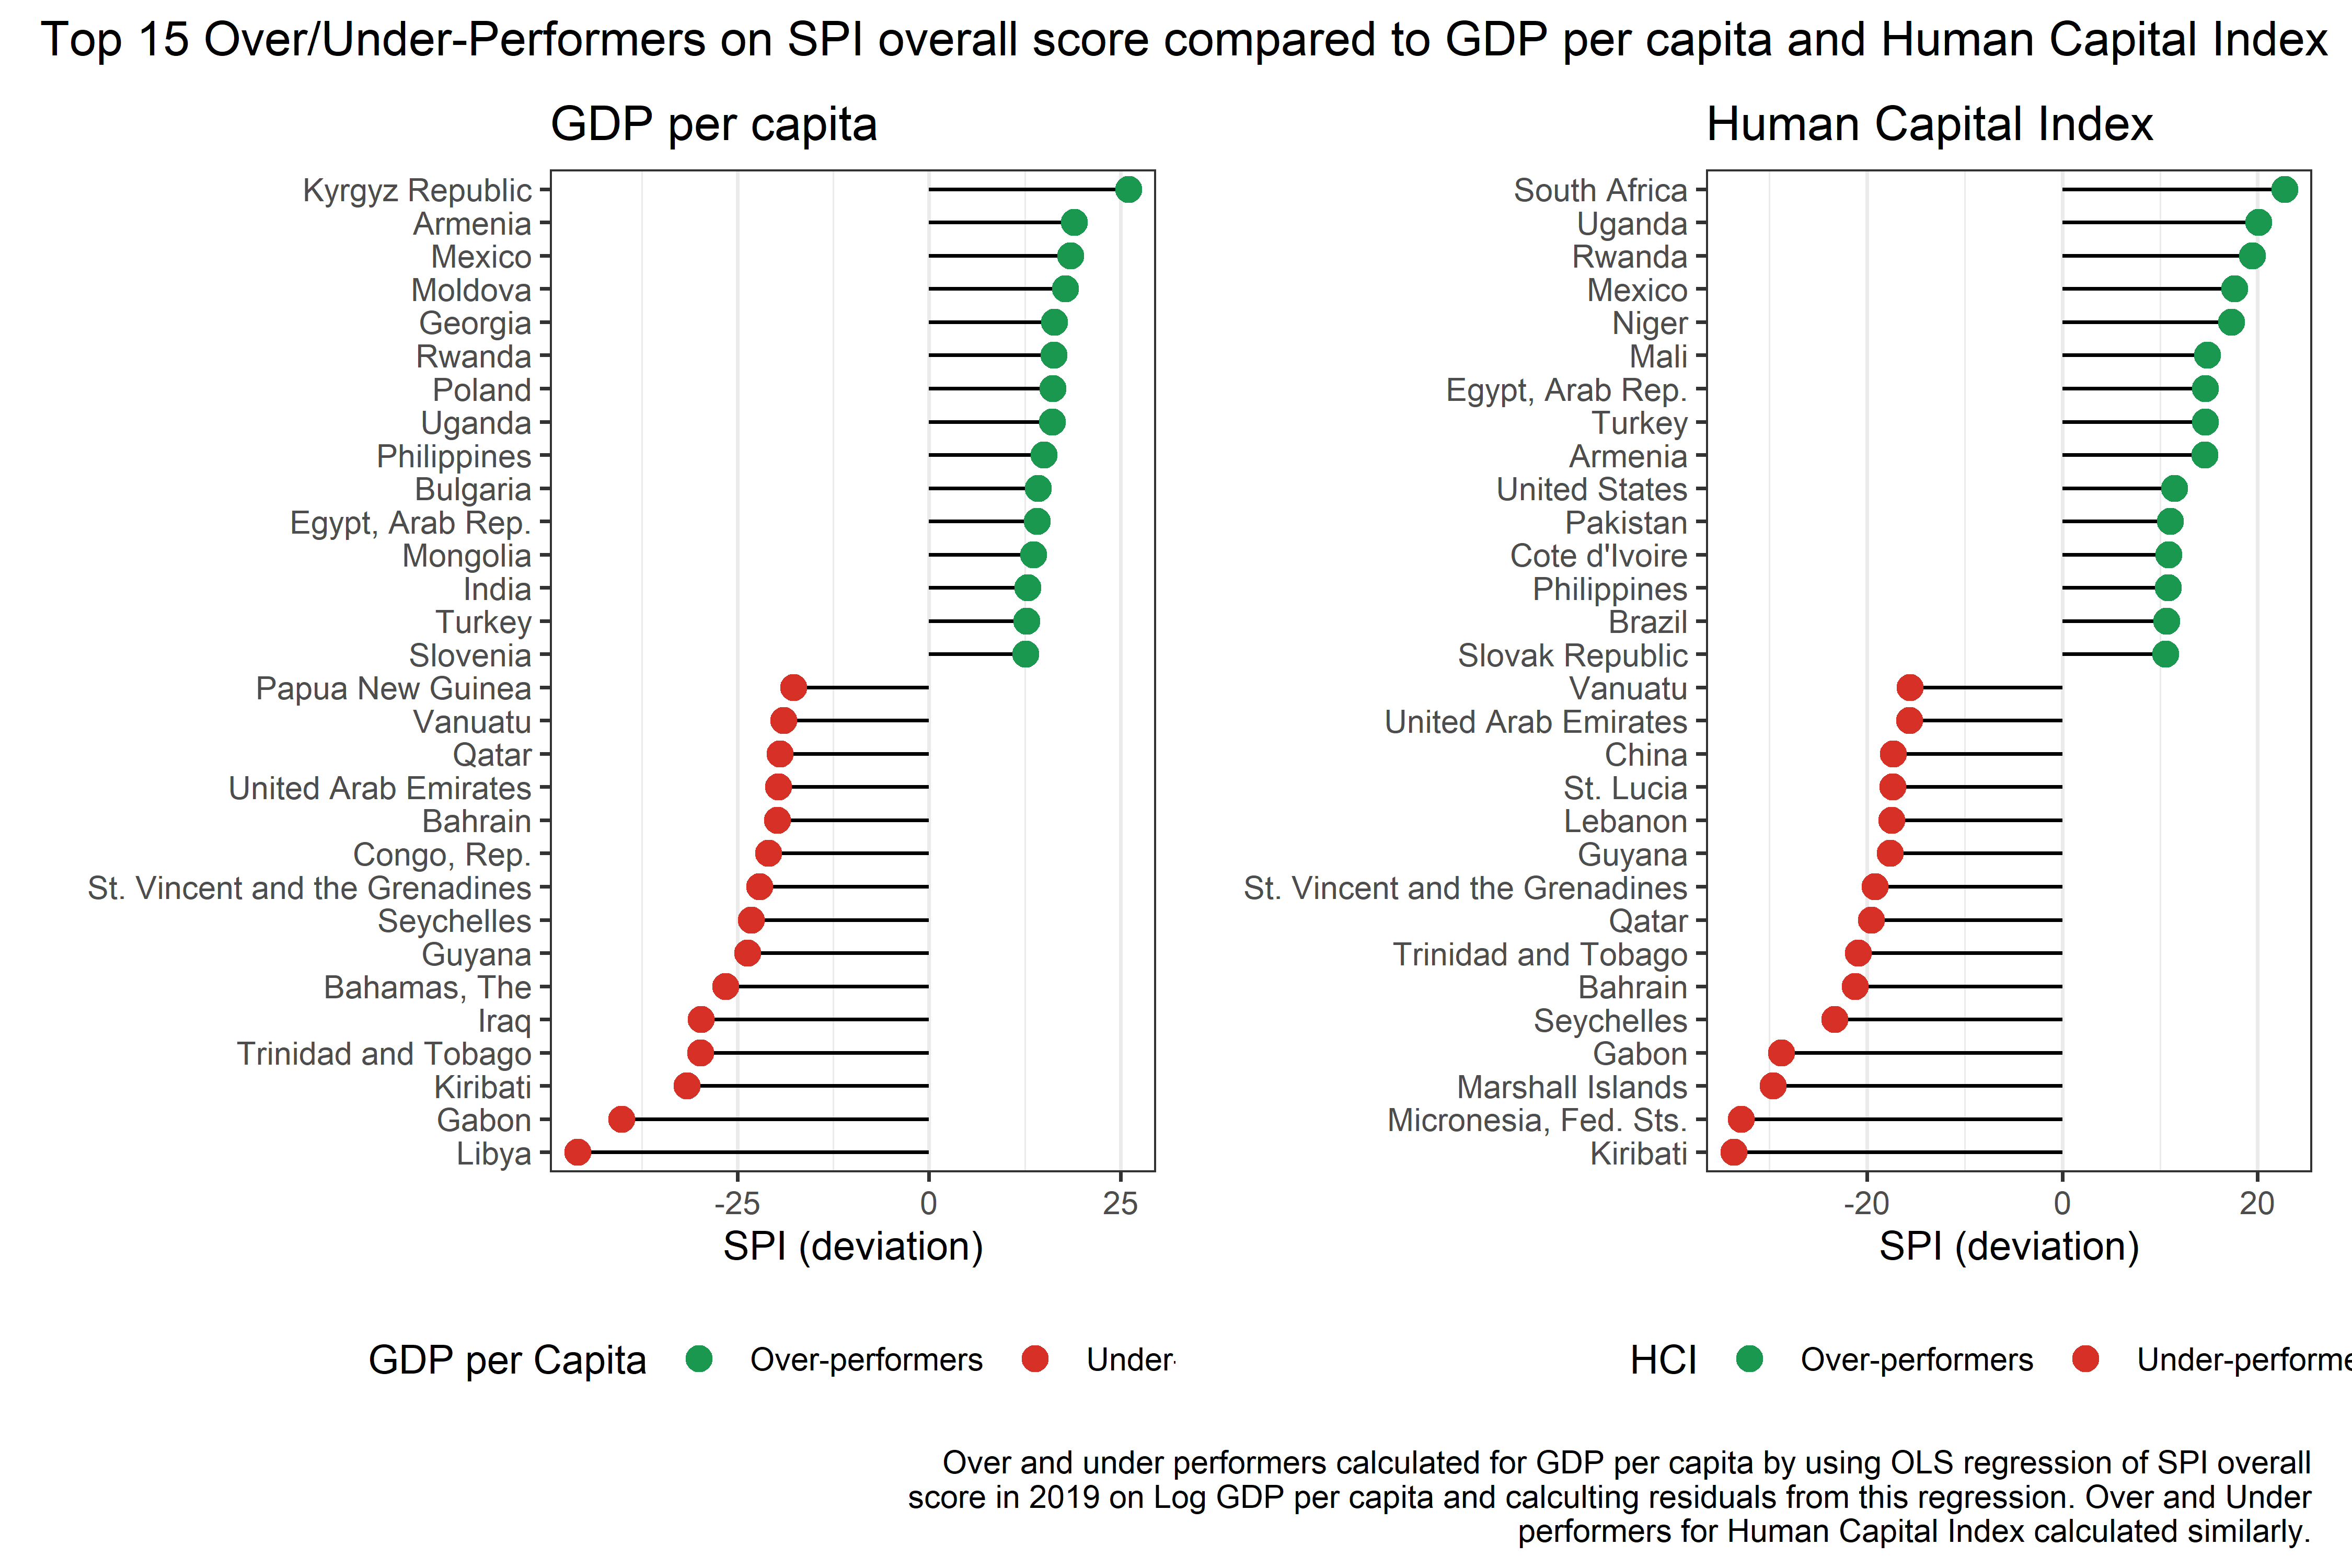 Top 15 Over/Under-Performers on SPI overall score compared to GDP per capita and Human Capital Index
GDP per capita
Kyrgyz Republic
Armenia
Mexico
Moldova
Georgia
Rwanda
Poland
Uganda
Philippines
Bulgaria
Egypt, Arab Rep.
Mongolia
India
Turkey
Slovenia
Papua New Guinea
Vanuatu
Qatar
United Arab Emirates
Bahrain
Congo, Rep.
St. Vincent and the Grenadines
Seychelles
Guyana
Bahamas, The
Iraq
Trinidad and Tobago
Kiribati
Gabon
Libya
-25 0 25
SPI (deviation)
GDP per Capita Over-performers Under-
Human Capital Index
South Africa
Uganda
Rwanda
Mexico
Niger
Mali
Egypt, Arab Rep.
Turkey
Armenia
United States
Pakistan
Cote d'Ivoire
Philippines
Brazil
Slovak Republic
Vanuatu
United Arab Emirates
China
St. Lucia
Lebanon
Guyana
St. Vincent and the Grenadines
Qatar
Trinidad and Tobago
Bahrain
Seychelles
Gabon
Marshall Islands
Micronesia, Fed. Sts.
Kiribati
-20 0 20
SPI (deviation)
HCI Over-performers Under-performe
Over and under performers calculated for GDP per capita by using OLS regression of SPI overall
score in 2019 on Log GDP per capita and calculting residuals from this regression. Over and Under
performers for Human Capital Index calculated similarly.